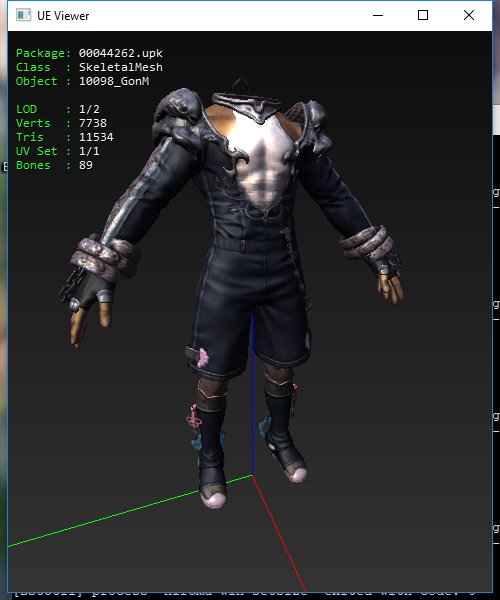 UE Viewer
Package: 00044262.upk
Class : SkeletalMesh
Object : 10098_GonM
LOD : 1/2
Verts : 7738
Tris : 11534
UV Set : 1/1
Bones : 89